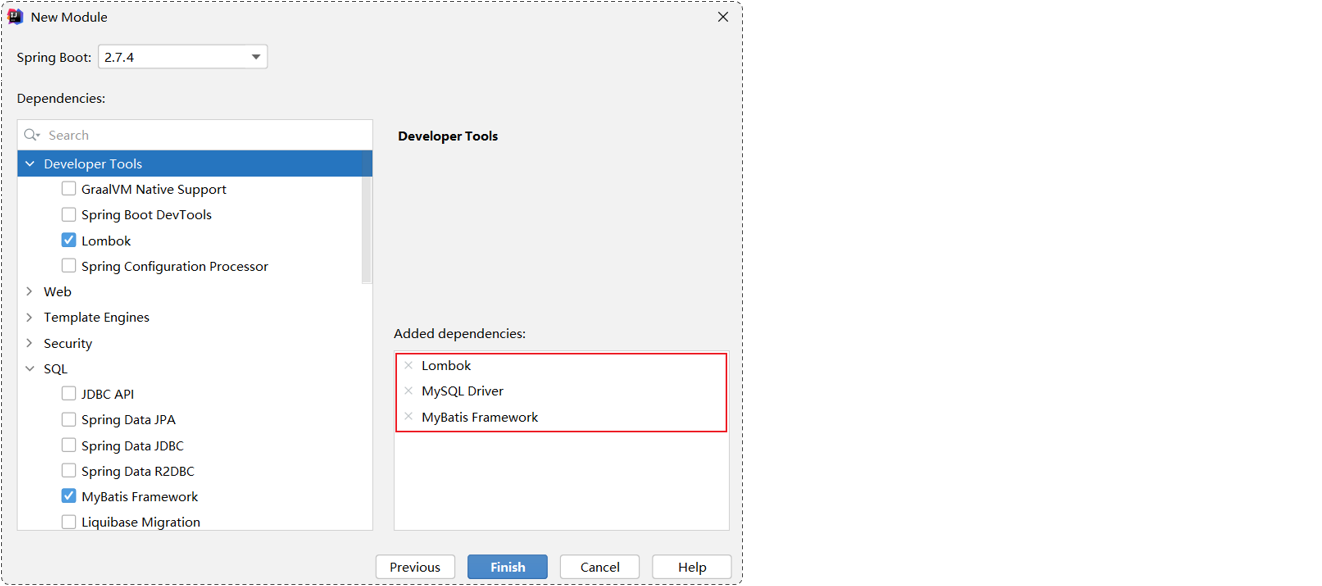 New Module
Spring Boot: 2.7.4
Dependencies:
Search
Developer Tools
GraalVM Native Support
Spring Boot DevTools
Lombok
Spring Configuration Processor
Web
Template Engines
Security
SQL
JDBC API
Spring Data JPA
Spring Data JDBC
Spring Data R2DBC
MyBatis Framework
Liquibase Migration
Developer Tools
Added dependencies:
Lombok
MySQL Driver
MyBatis Framework
Previous Finish Cancel Help